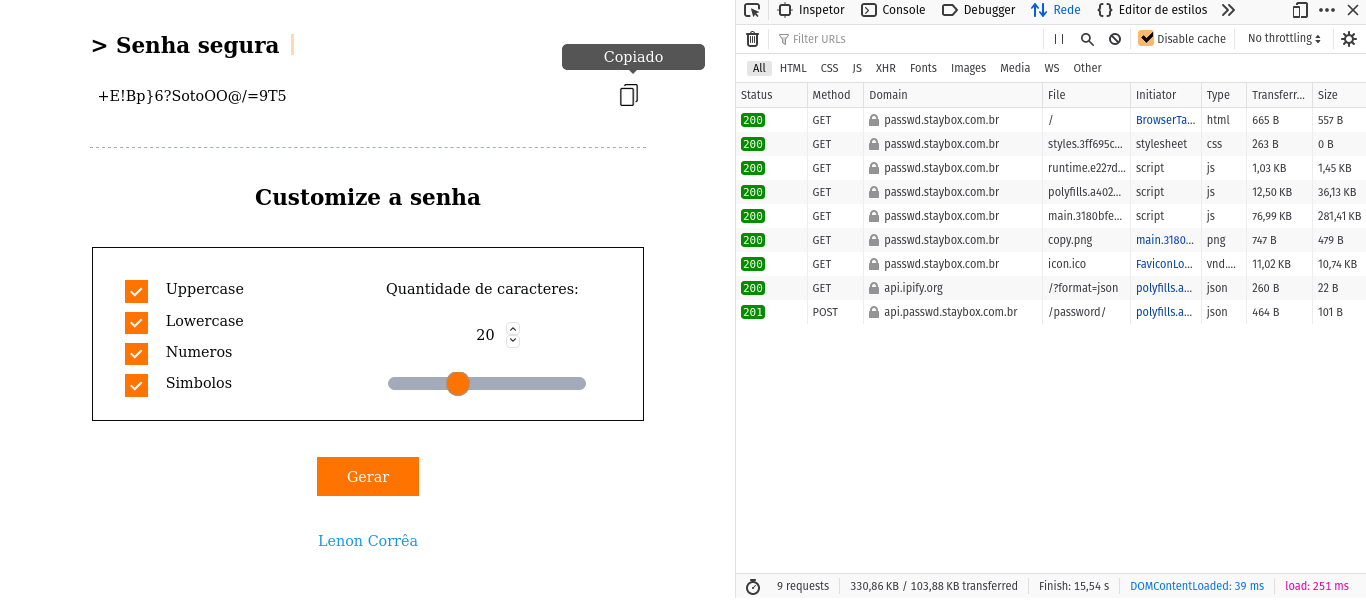 > Senha segura
Copiado
+E!Bp}6?SotoOO@/=9T5
Customize a senha
Uppercase
Lowercase
Numeros
Simbolos
Quantidade de caracteres:
20
Gerar
Lenon Corrêa
Inspetor Console Debugger Rede Editor de estilos
Filter URLs Disable cache No throttling
All HTML CSS JS XHR Fonts Images Media WS Other
Status Method Domain File Initiator Type Transferr... Size
200 GET passwd.staybox.com.br / BrowserTa... html 665 B 557 B
200 GET passwd.staybox.com.br styles.3ff695c... stylesheet css 263 B 0 B
200 GET passwd.staybox.com.br runtime.e227d... script js 1,03 KB 1,45 KB
200 GET passwd.staybox.com.br polyfills.a402... script js 12,50 KB 36,13 KB
200 GET passwd.staybox.com.br main.3180bfe... script js 76,99 KB 281,41 KB
200 GET passwd.staybox.com.br copy.png main.3180... png 747 B 479 B
200 GET passwd.staybox.com.br icon.ico FaviconLo... vnd.... 11,02 KB 10,74 KB
200 GET api.ipify.org /?format=json polyfills.a... json 260 B 22 B
201 POST api.passwd.staybox.com.br /password/ polyfills.a... json 464 B 101 B
9 requests 330,86 KB / 103,88 KB transferred Finish: 15,54 s DOMContentLoaded: 39 ms load: 251 ms